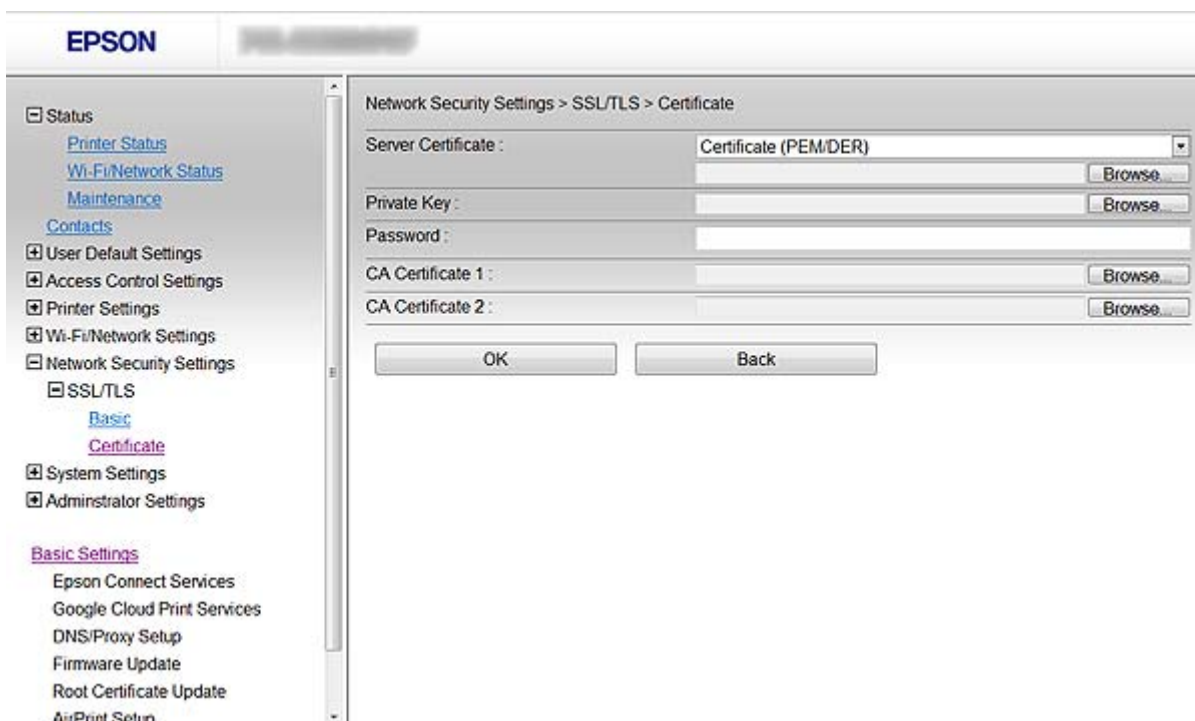 EPSON
Status
Printer Status
Wi-Fi/Network Status
Maintenance
Contacts
User Default Settings
Access Control Settings
Printer Settings
Wi-Fi/Network Settings
Network Security Settings
SSL/TLS
Basic
Certificate
System Settings
Adminstrator Settings
Basic Settings
Epson Connect Services
Google Cloud Print Services
DNS/Proxy Setup
Firmware Update
Root Certificate Update
AirPrint Setup
Network Security Settings > SSL/TLS > Certificate
Server Certificate : Certificate (PEM/DER)
Browse...
Private Key : Browse...
Password :
CA Certificate 1 : Browse...
CA Certificate 2 : Browse...
OK Back